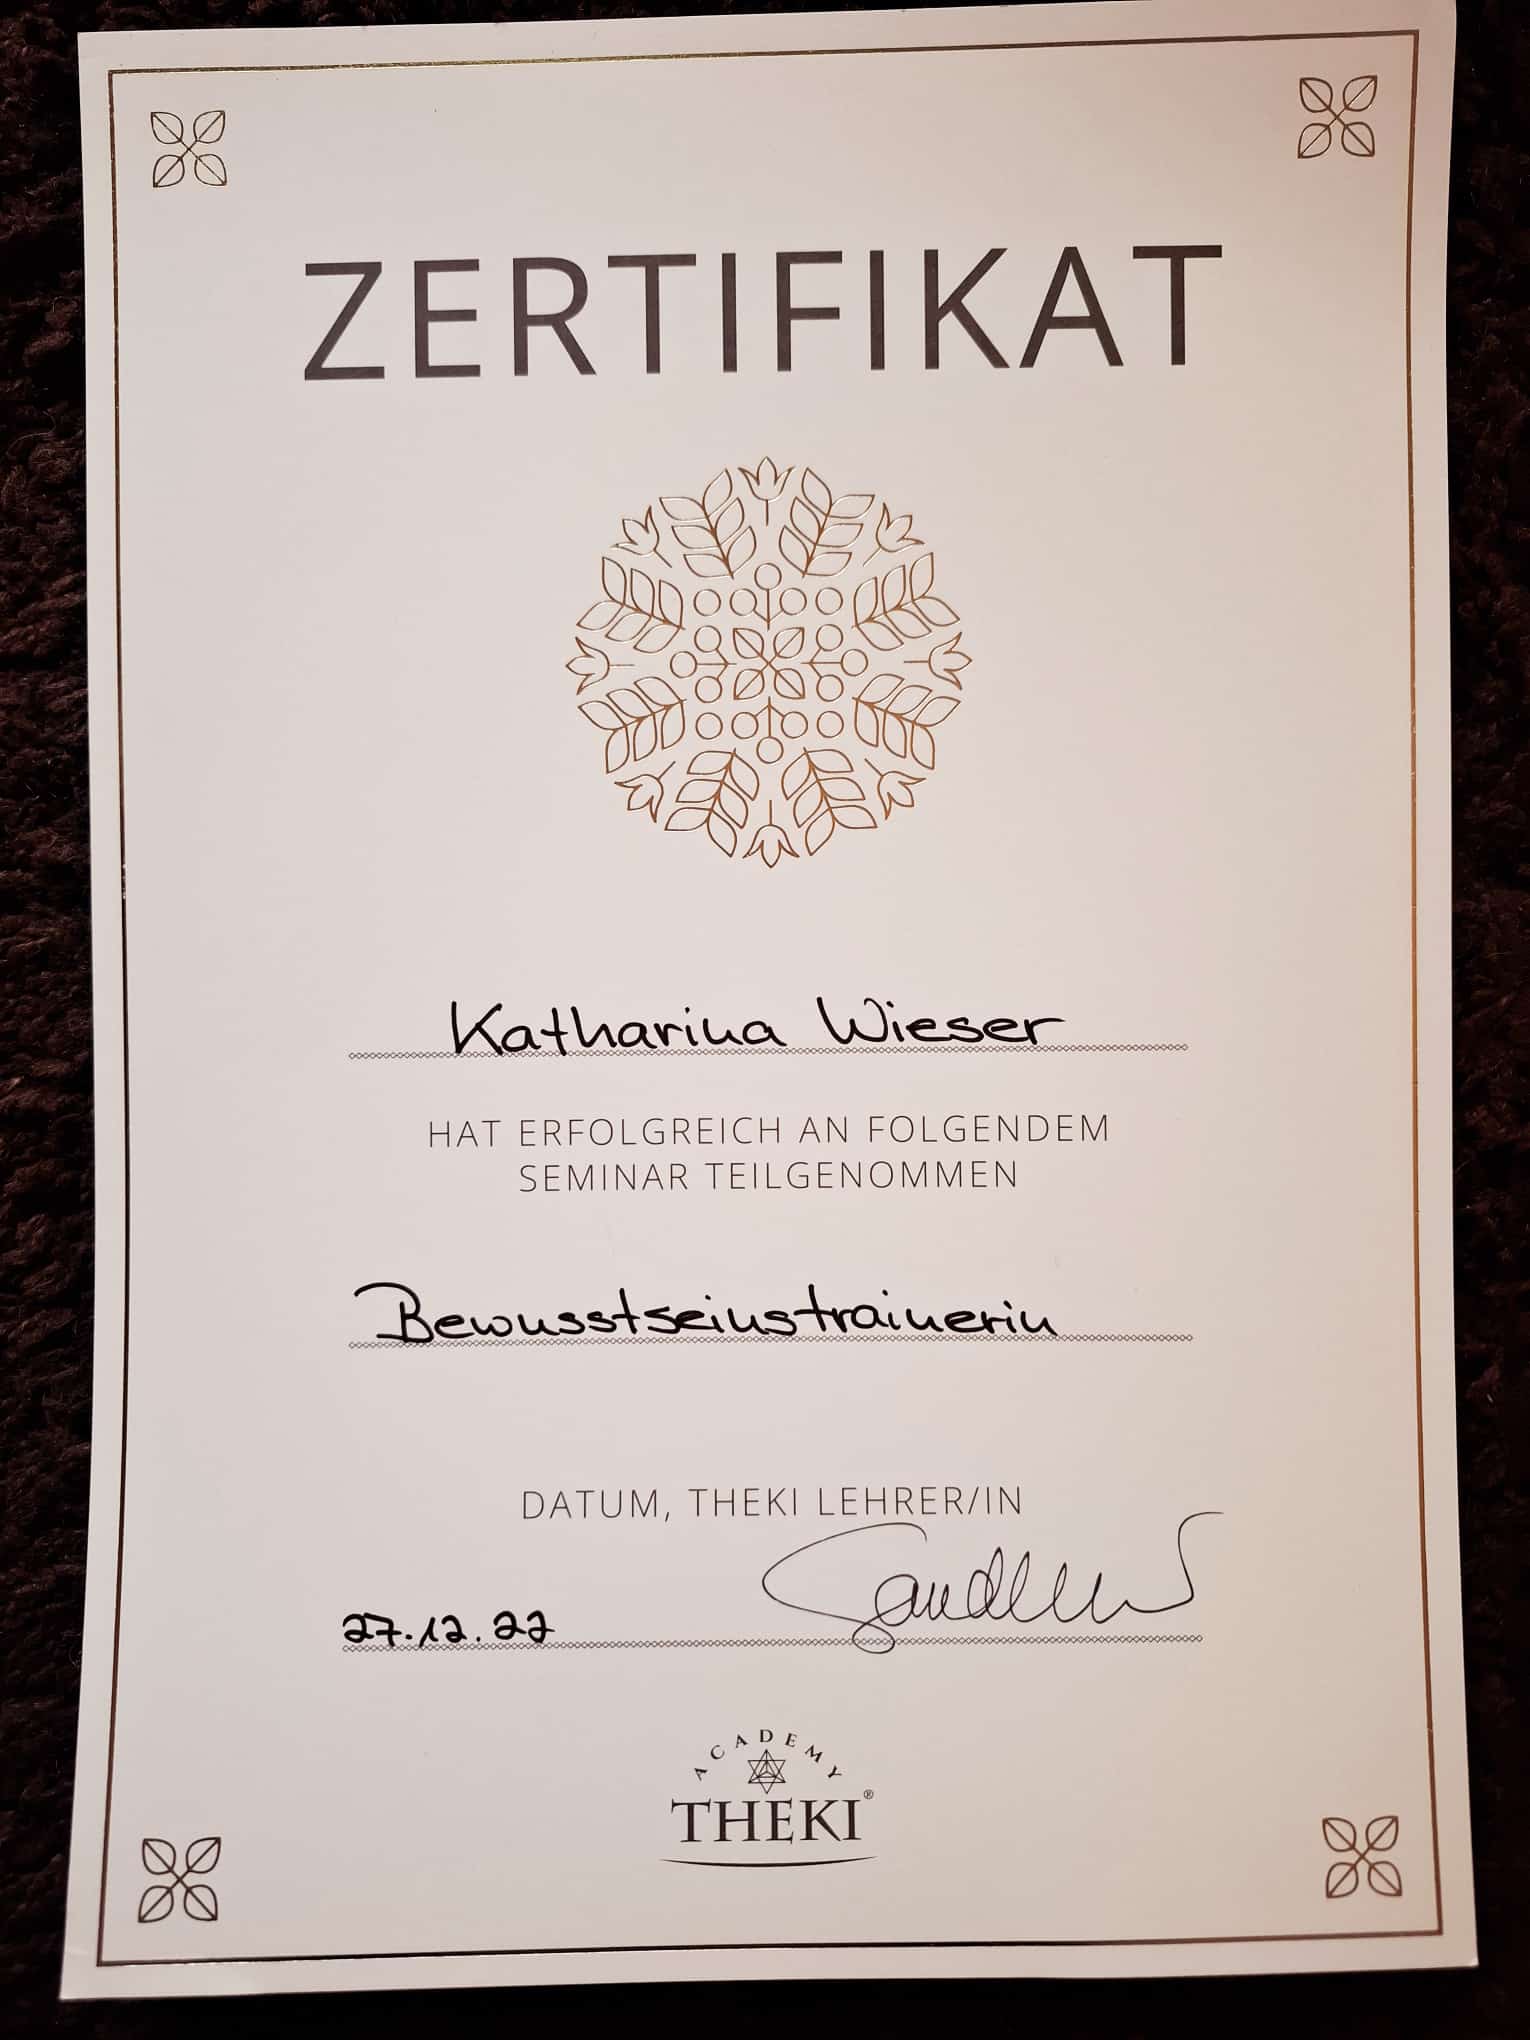 ZERTIFIKAT
Katharina Wieser
HAT ERFOLGREICH AN FOLGENDEM
SEMINAR TEILGENOMMEN
Bewusstseinstrainerin
DATUM, THEKI LEHRER/IN
27.12.22
ACADEMY
THEKI®